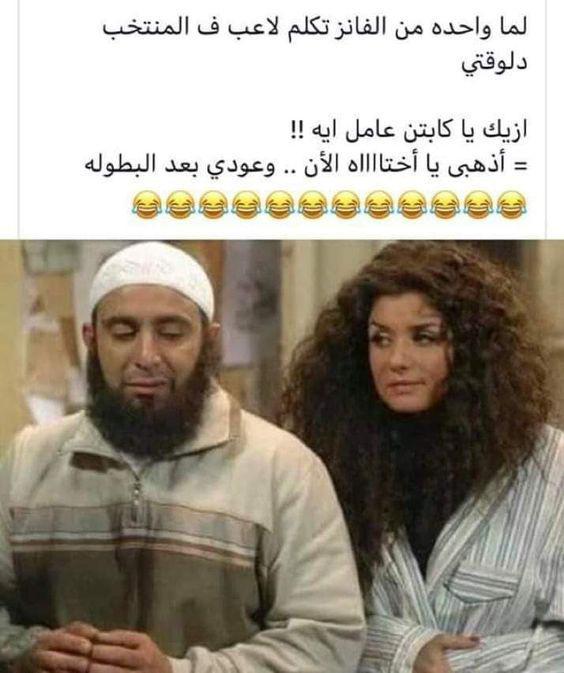 لما واحده من الفانز تكلم لاعب ف المنتخب
دلوقتي
ازيك يا كابتن عامل ايه !!
= أذهبى يا أختاااااه الأن .. وعودي بعد البطوله
😂😂😂😂😂😂😂😂😂😂😂😂